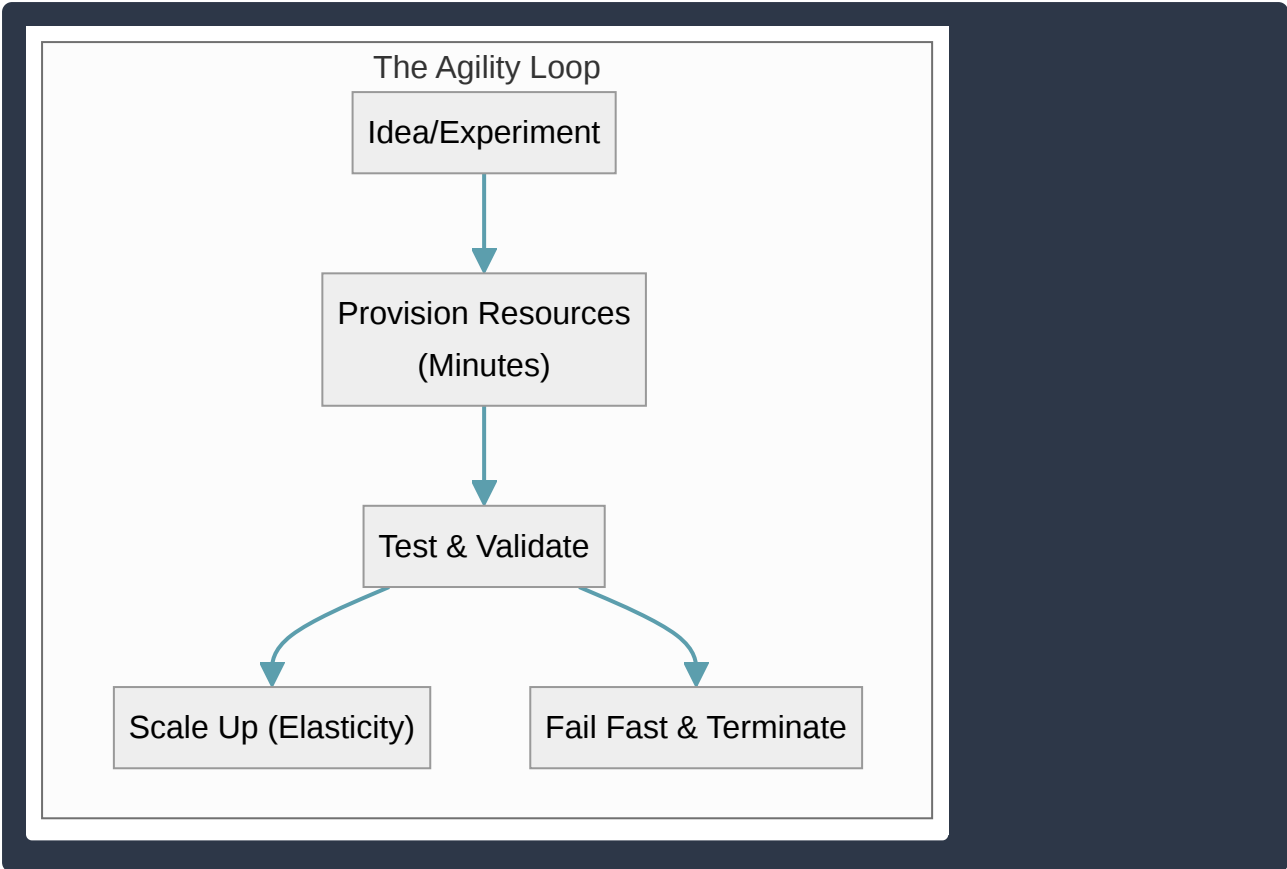 The Agility Loop
Idea/Experiment
Provision Resources
(Minutes)
Test & Validate
Scale Up (Elasticity)
Fail Fast & Terminate